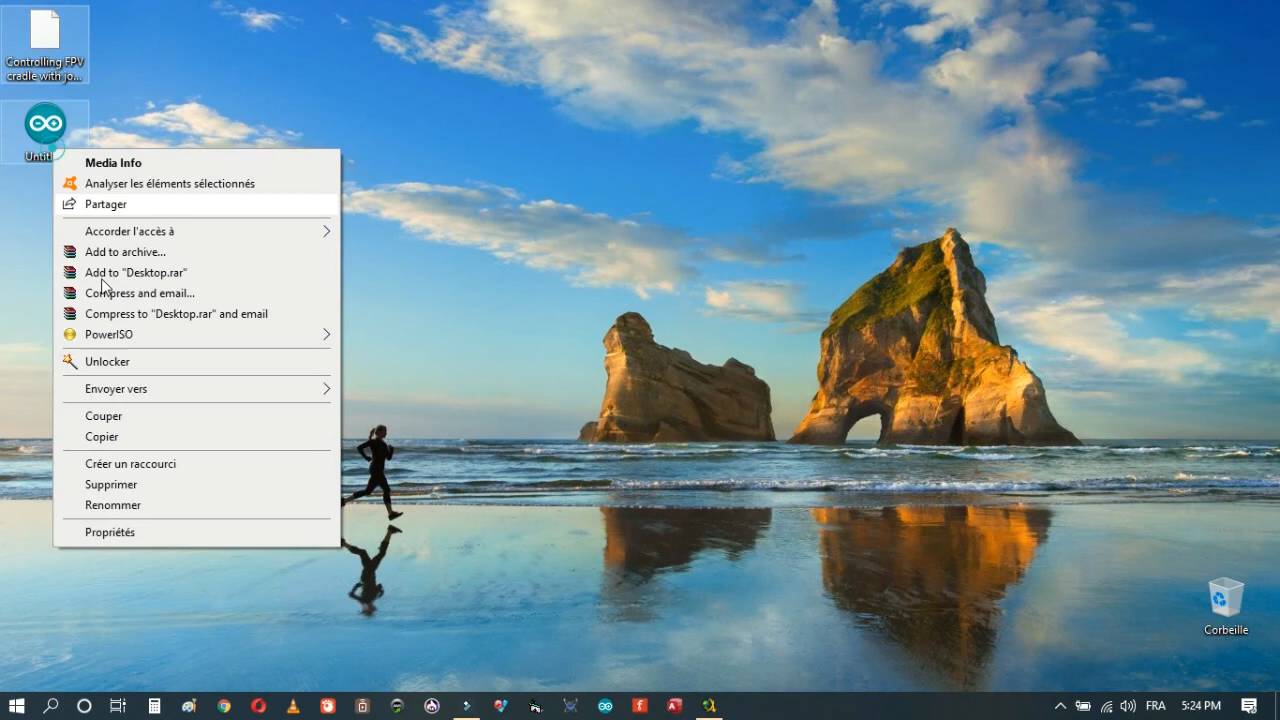 Controlling FPV
cradle with jo...
Media Info
Analyser les éléments sélectionnés
Partager
Accorder l'accès à
Add to archive...
Add to "Desktop.rar"
Compress and email...
Compress to "Desktop.rar" and email
PowerISO
Unlocker
Envoyer vers
Couper
Copier
Créer un raccourci
Supprimer
Renommer
Propriétés
Corbeille
FRA
5:24 PM